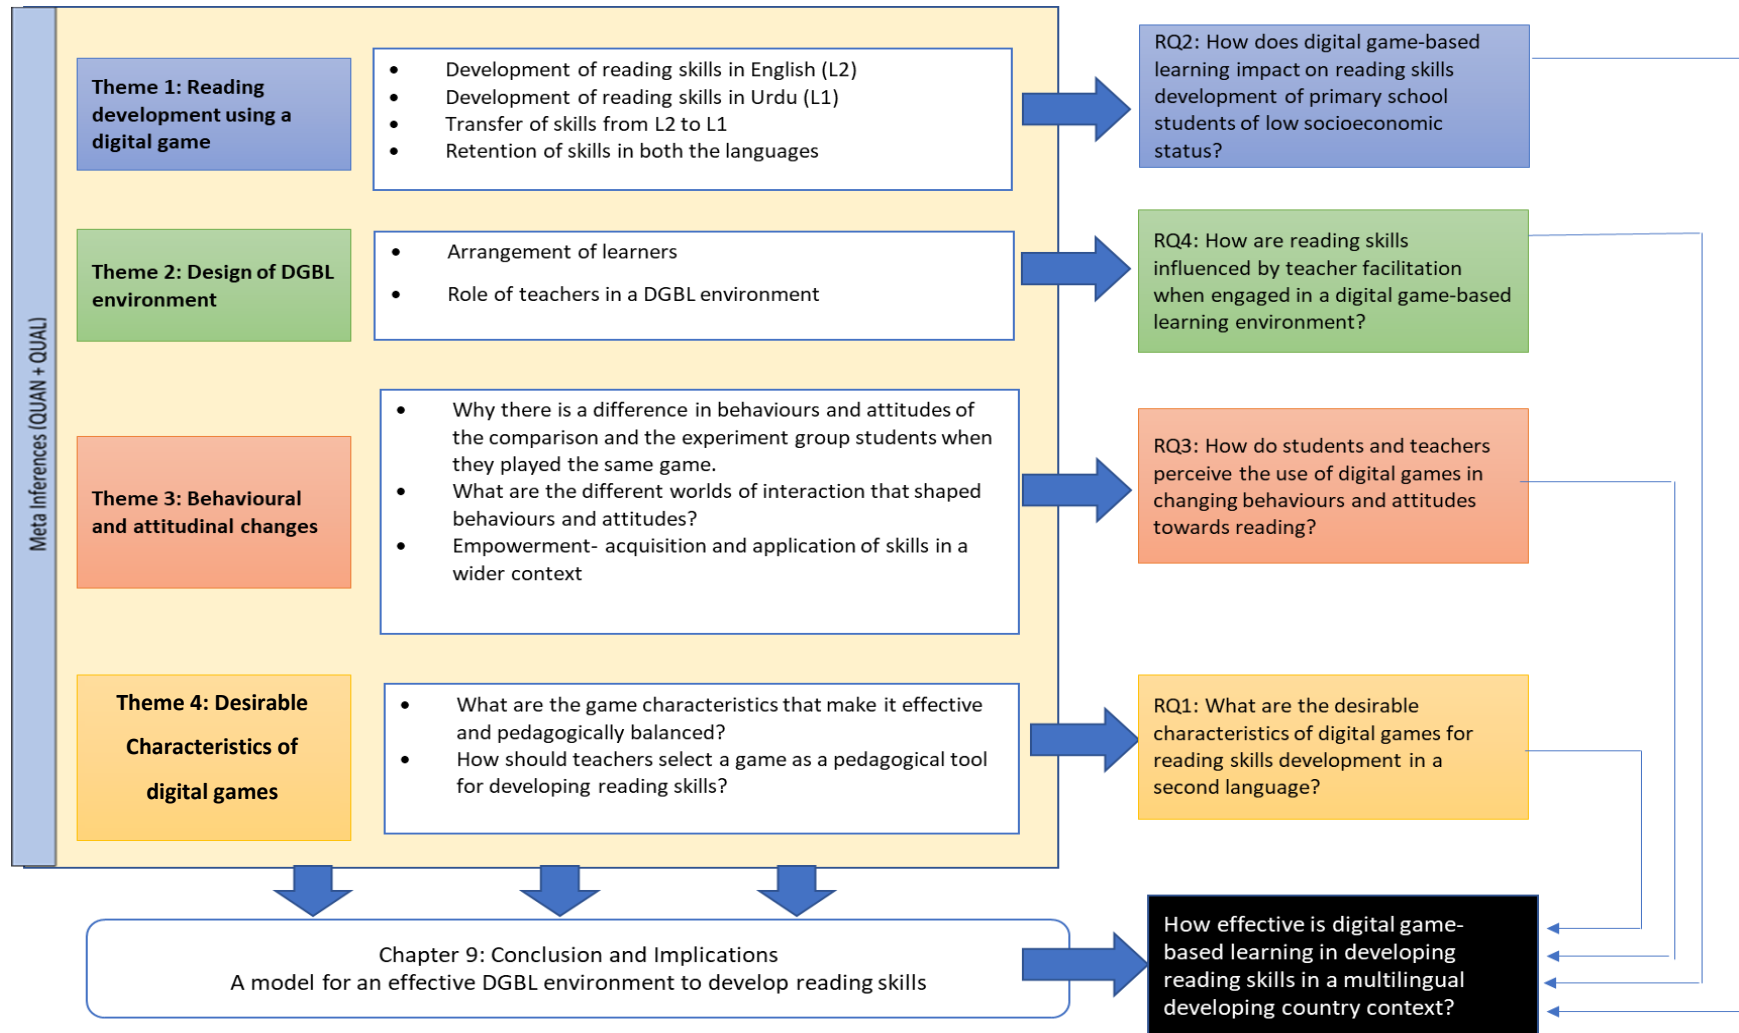 Meta Inferences (QUAN + QUAL)
Theme 1: Reading
development using a
digital game
• Development of reading skills in English (L2)
• Development of reading skills in Urdu (L1)
• Transfer of skills from L2 to L1
• Retention of skills in both the languages
RQ2: How does digital game-based
learning impact on reading skills
development of primary school
students of low socioeconomic
status?
Theme 2: Design of DGBL
environment
• Arrangement of learners
• Role of teachers in a DGBL environment
RQ4: How are reading skills
influenced by teacher facilitation
when engaged in a digital game-based
learning environment?
Theme 3: Behavioural
and attitudinal changes
• Why there is a difference in behaviours and attitudes of
the comparison and the experiment group students when
they played the same game.
• What are the different worlds of interaction that shaped
behaviours and attitudes?
• Empowerment- acquisition and application of skills in a
wider context
RQ3: How do students and teachers
perceive the use of digital games in
changing behaviours and attitudes
towards reading?
Theme 4: Desirable
Characteristics of
digital games
• What are the game characteristics that make it effective
and pedagogically balanced?
• How should teachers select a game as a pedagogical tool
for developing reading skills?
RQ1: What are the desirable
characteristics of digital games for
reading skills development in a
second language?
Chapter 9: Conclusion and Implications
A model for an effective DGBL environment to develop reading skills
How effective is digital game-
based learning in developing
reading skills in a multilingual
developing country context?